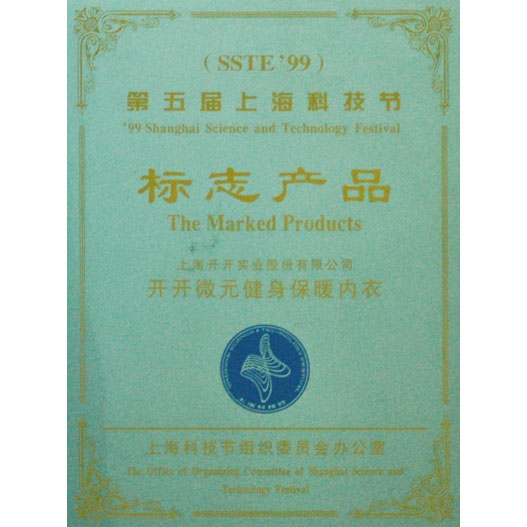 (SSTE '99)
第五届上海科技节
'99 Shanghai Science and Technology Festival
标志产品
The Marked Products
上海开开实业股份有限公司
开开微元健身保暖内衣
上海科技节组织委员会办公室
The Office of Organizing Committee of Shanghai Science and
Technology Festival